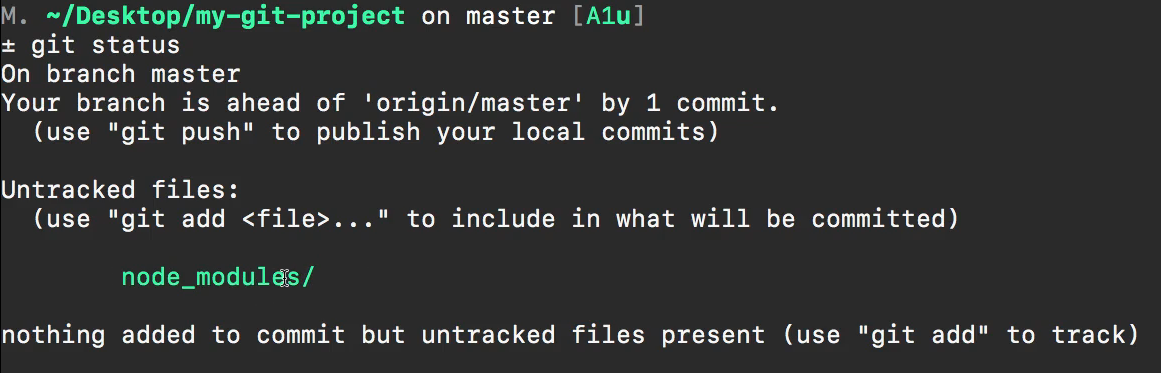 M. ~/Desktop/my-git-project on master [A1u]
± git status
On branch master
Your branch is ahead of 'origin/master' by 1 commit.
  (use "git push" to publish your local commits)
Untracked files:
  (use "git add <file>..." to include in what will be committed)
        node_modules/
nothing added to commit but untracked files present (use "git add" to track)